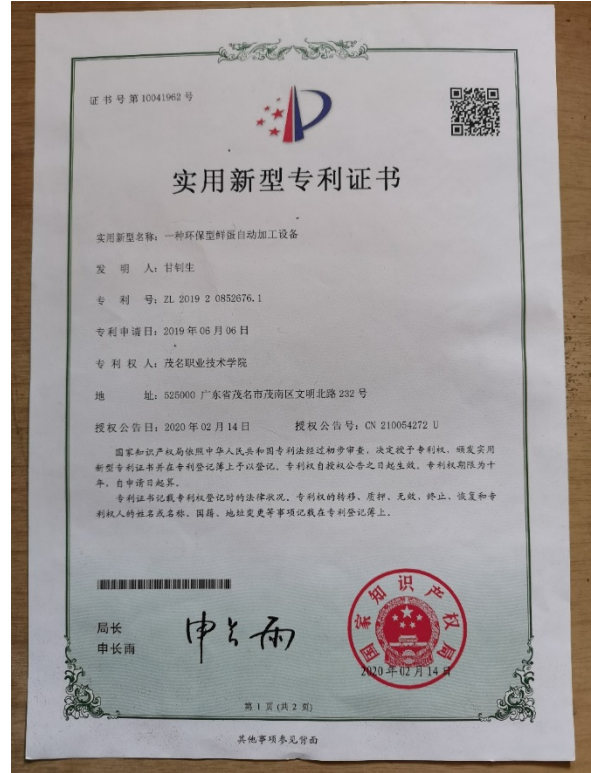 证书号第10041962号
实用新型专利证书
实用新型名称：一种环保型鲜蛋自动加工设备
发明人：甘钊生
专利号：ZL 2019 2 0852676.1
专利申请日：2019年06月06日
专利权人：茂名职业技术学院
地址：525000 广东省茂名市茂南区文明北路232号
授权公告日：2020年02月14日 授权公告号：CN 210054272 U
国家知识产权局依照中华人民共和国专利法经过初步审查，决定授予专利权，颁发实用
新型专利证书并在专利登记簿上予以登记，专利权自授权公告之日起生效，专利权期限为十
年，自申请日起算。
专利证书记载专利权登记时的法律状况，专利权的转移、质押、无效、终止、恢复和专
利权人的姓名或名称、国籍、地址变更等事项记载在专利登记簿上。
局长
申长雨
申长雨
国家知识产权局
2020年02月14日
第1页(共2页)
其他事项参见背面